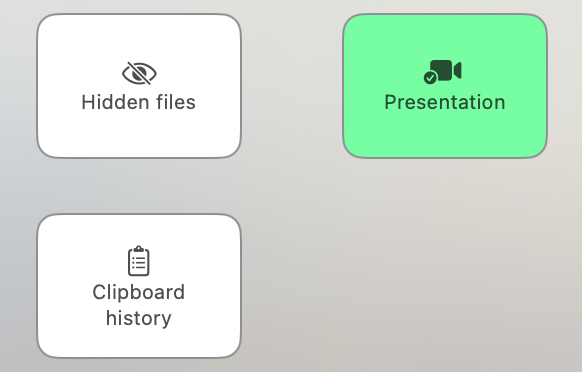 Hidden files
Presentation
Clipboard
history